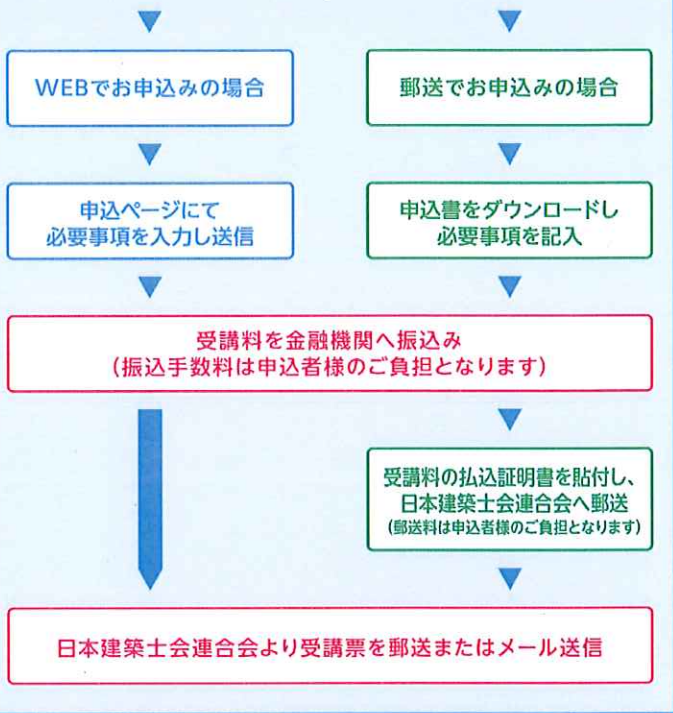 WEBでお申込みの場合
郵送でお申込みの場合
申込ページにて
必要事項を入力し送信
申込書をダウンロードし
必要事項を記入
受講料を金融機関へ振込み
(振込手数料は申込者様のご負担となります)
受講料の払込証明書を貼付し、
日本建築士会連合会へ郵送
(郵送料は申込者様のご負担となります)
日本建築士会連合会より受講票を郵送またはメール送信